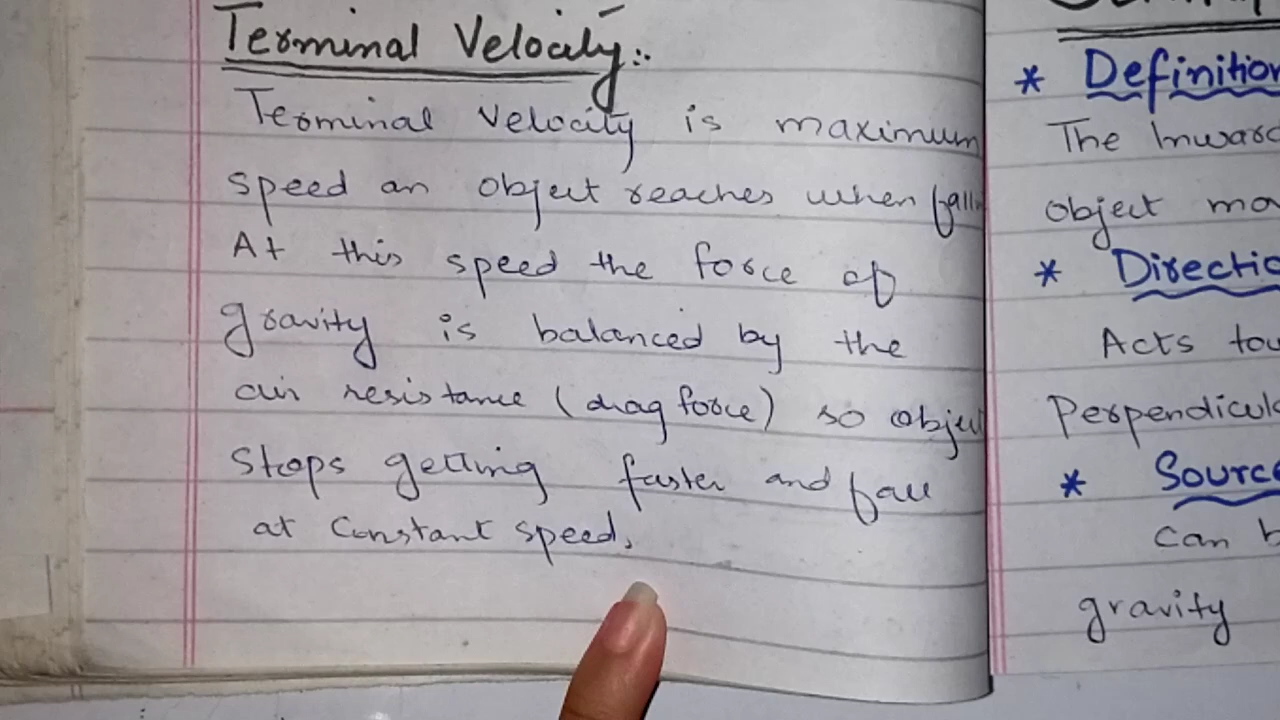 Terminal Velocity:.
Terminal Velocity is maximum
speed an object reaches when
At this speed the force of
gravity is balanced by the
air resistance (drag force) so object
Stops getting faster and fall
at Constant speed.
* Definition
The Inward
object mo
* Directio
Acts tow
Perpendicula
* Source
can b
gravity